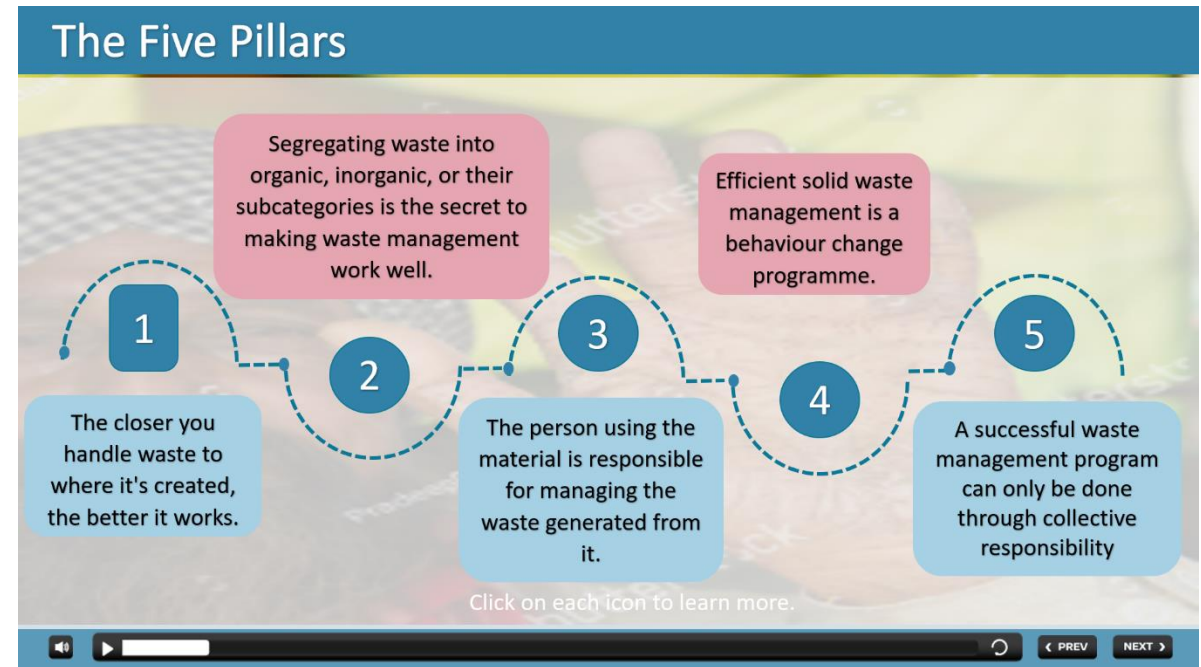 The Five Pillars
1
The closer you
handle waste to
where it's created,
the better it works.
Segregating waste into
organic, inorganic, or their
subcategories is the secret to
making waste management
work well.
2
3
The person using the
material is responsible
for managing the
waste generated from
it.
Efficient solid waste
management is a
behaviour change
programme.
4
5
A successful waste
management program
can only be done
through collective
responsibility
Click on each icon to learn more.
PREV
NEXT